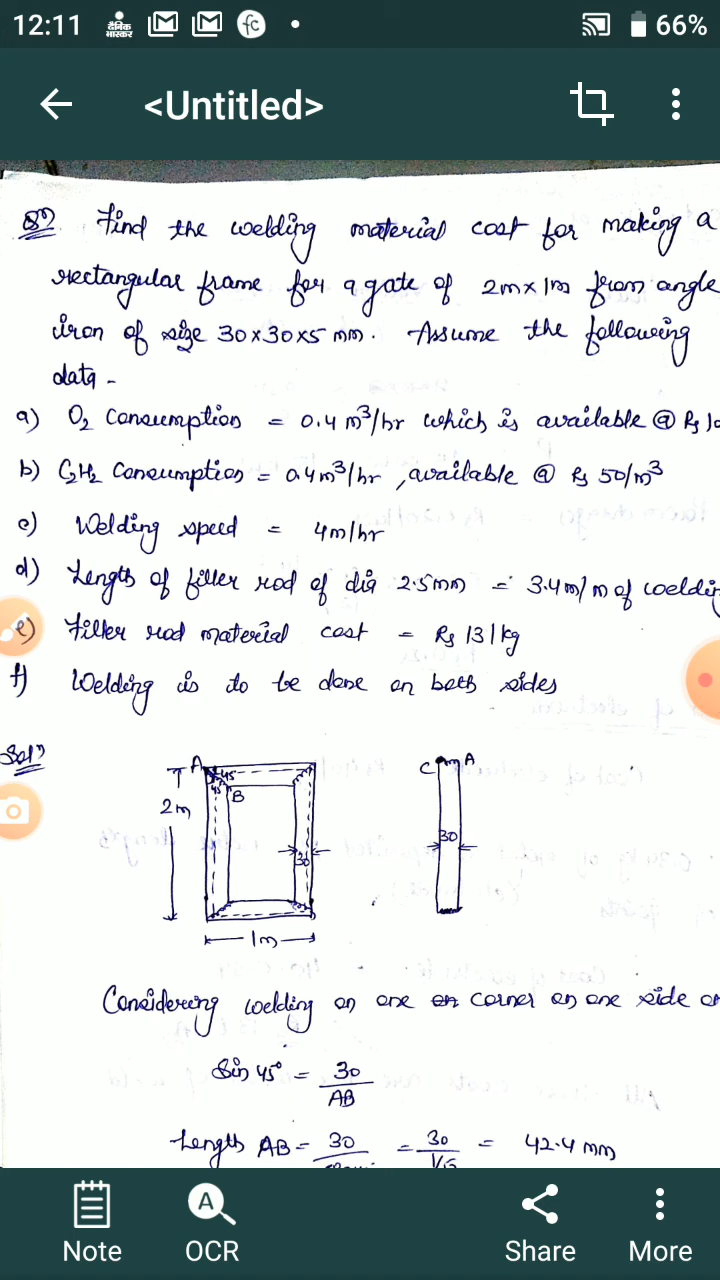 12:11
दैनिक
भास्कर
fc
66%
<Untitled>
Find the welding material cost for making a
rectangular frame for a gate of 2m x 1m from angle
iron of size 30x30x5 mm. Assume the following
data -
a) O2 Consumption = 0.4 m³/hr which is available @ Rs
b) C2H2 Consumption = 0.4 m³/hr, available @ Rs 50/m³
c) Welding speed = 4m/hr
d) Length of filler rod of dia 2.5mm = 3.4m/m of
e) Filler rod material cost = Rs 13/kg
f) Welding is to be done on both sides
Solⁿ
A 45 C A
45
B
2m
30 30
1m
Considering welding on one corner on one side
Sin 45° = 30
AB
Length AB = 30 = 30 = 42.4 mm
A
Note OCR Share More